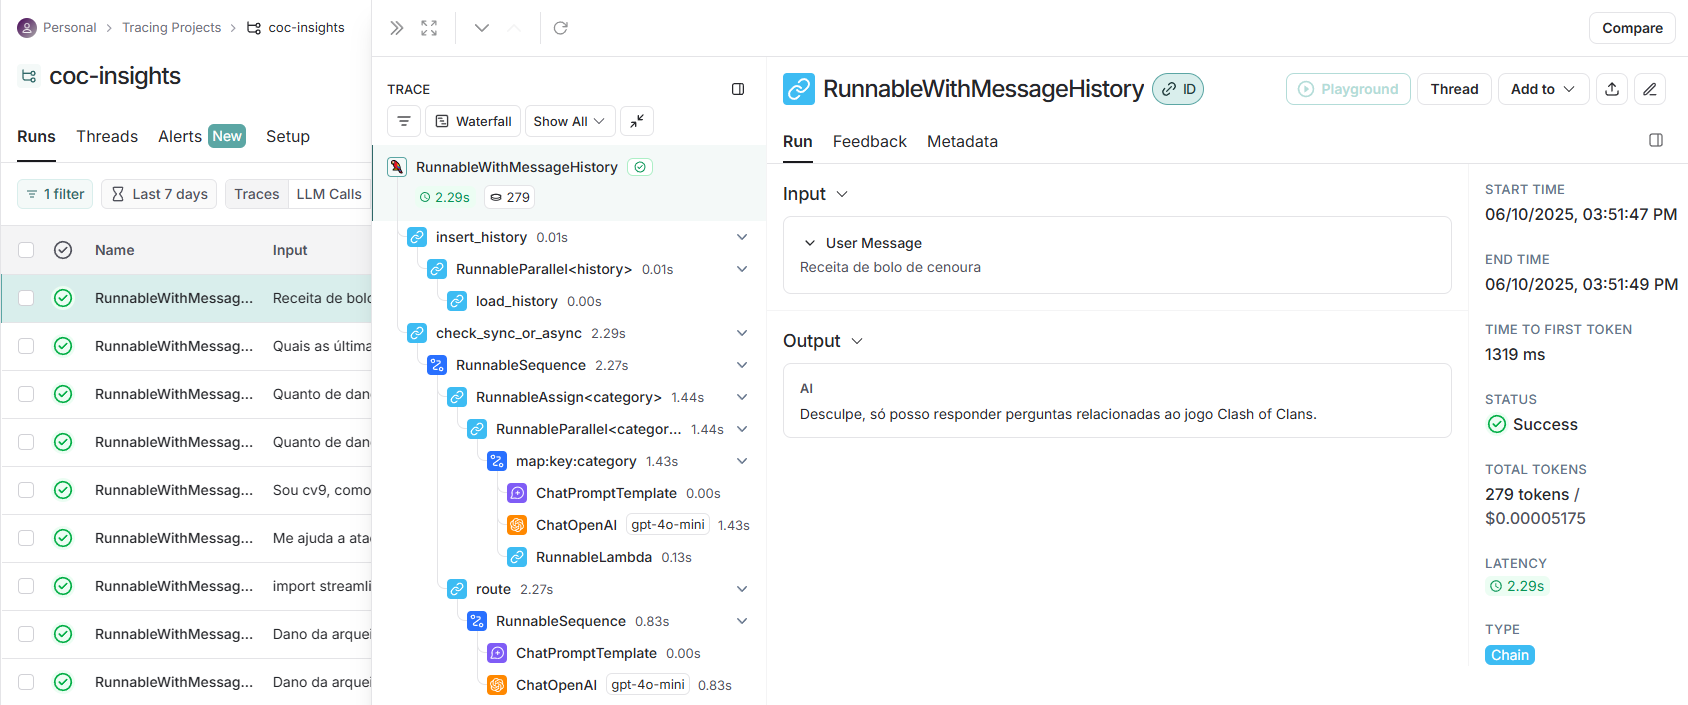 Personal > Tracing Projects > coc-insights
coc-insights
Runs Threads Alerts New Setup
1 filter Last 7 days Traces LLM Calls
Name Input
RunnableWithMessag... Receita de bolo
RunnableWithMessag... Quais as última
RunnableWithMessag... Quanto de dan
RunnableWithMessag... Quanto de dan
RunnableWithMessag... Sou cv9, como
RunnableWithMessag... Me ajuda a ata
RunnableWithMessag... import streamli
RunnableWithMessag... Dano da arquei
RunnableWithMessag... Dano da arquei
TRACE
Waterfall Show All
RunnableWithMessageHistory
2.29s 279
insert_history 0.01s
RunnableParallel<history> 0.01s
load_history 0.00s
check_sync_or_async 2.29s
RunnableSequence 2.27s
RunnableAssign<category> 1.44s
RunnableParallel<categor... 1.44s
map:key:category 1.43s
ChatPromptTemplate 0.00s
ChatOpenAI gpt-4o-mini 1.43s
RunnableLambda 0.13s
route 2.27s
RunnableSequence 0.83s
ChatPromptTemplate 0.00s
ChatOpenAI gpt-4o-mini 0.83s
Compare
RunnableWithMessageHistory ID
Playground Thread Add to
Run Feedback Metadata
Input
User Message
Receita de bolo de cenoura
Output
AI
Desculpe, só posso responder perguntas relacionadas ao jogo Clash of Clans.
START TIME
06/10/2025, 03:51:47 PM
END TIME
06/10/2025, 03:51:49 PM
TIME TO FIRST TOKEN
1319 ms
STATUS
Success
TOTAL TOKENS
279 tokens /
$0.00005175
LATENCY
2.29s
TYPE
Chain